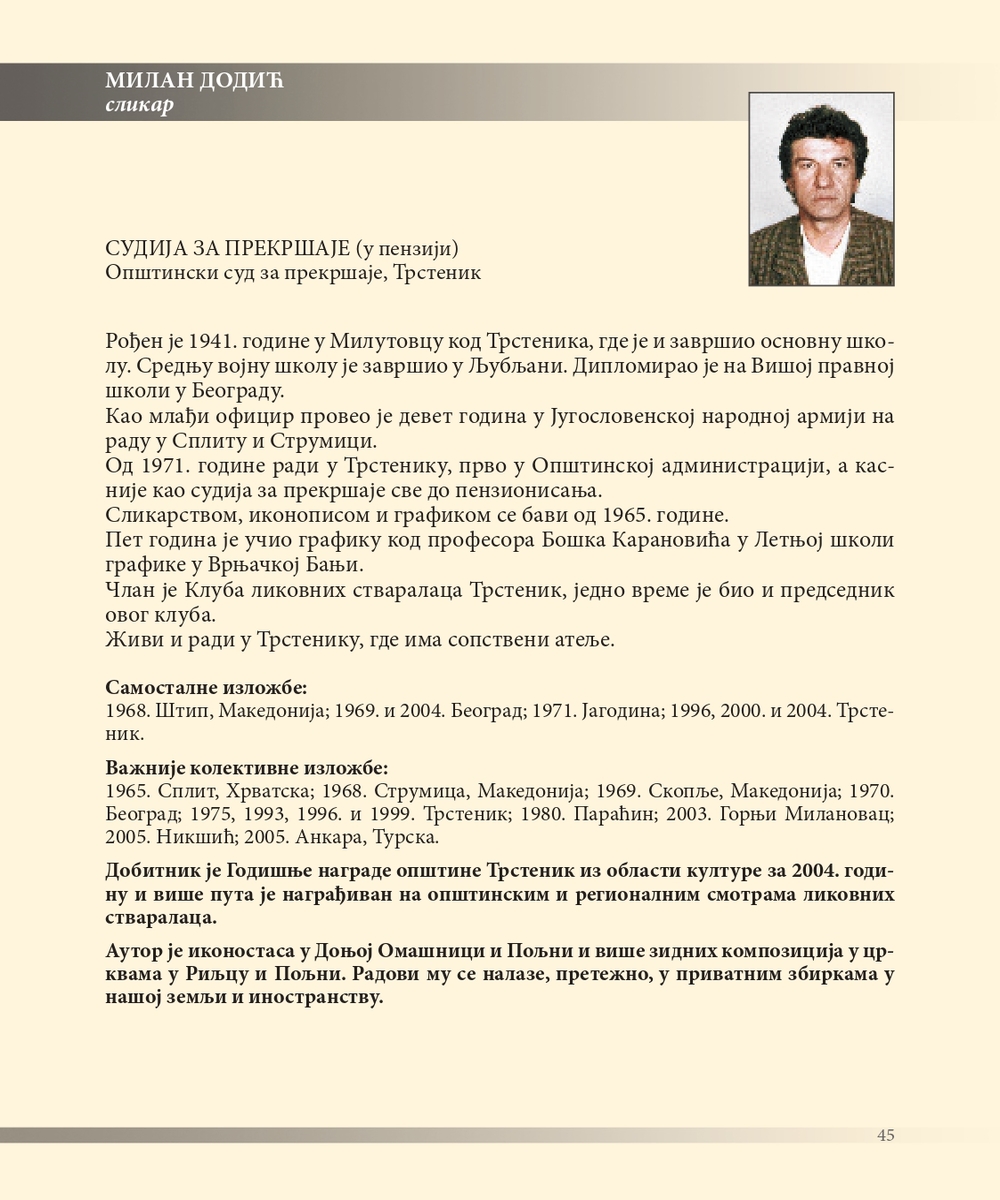 МИЛАН ДОДИЋ
сликар
СУДИЈА ЗА ПРЕКРШАЈЕ (у пензији)
Општински суд за прекршаје, Трстеник
Рођен је 1941. године у Милутовцу код Трстеника, где је и завршио основну шко-
лу. Средњу војну школу је завршио у Љубљани. Дипломирао је на Вишој правној
школи у Београду.
Као млађи официр провео је девет година у Југословенској народној армији на
раду у Сплиту и Струмици.
Од 1971. године ради у Трстенику, прво у Општинској администрацији, а кас-
није као судија за прекршаје све до пензионисања.
Сликарством, иконописом и графиком се бави од 1965. године.
Пет година је учио графику код професора Бошка Карановића у Летњој школи
графике у Врњачкој Бањи.
Члан је Клуба ликовних стваралаца Трстеник, једно време је био и председник
овог клуба.
Живи и ради у Трстенику, где има сопствени атеље.
Самосталне изложбе:
1968. Штип, Македонија; 1969. и 2004. Београд; 1971. Јагодина; 1996, 2000. и 2004. Трсте-
ник.
Важније колективне изложбе:
1965. Сплит, Хрватска; 1968. Струмица, Македонија; 1969. Скопље, Македонија; 1970.
Београд; 1975, 1993, 1996. и 1999. Трстеник; 1980. Параћин; 2003. Горњи Милановац;
2005. Никшић; 2005. Анкара, Турска.
Добитник је Годишње награде општине Трстеник из области културе за 2004. годи-
ну и више пута је награђиван на општинским и регионалним смотрама ликовних
стваралаца.
Аутор је иконостаса у Доњој Омашници и Пољни и више зидних композиција у цр-
квама у Риљцу и Пољни. Радови му се налазе, претежно, у приватним збиркама у
нашој земљи и иностранству.
45